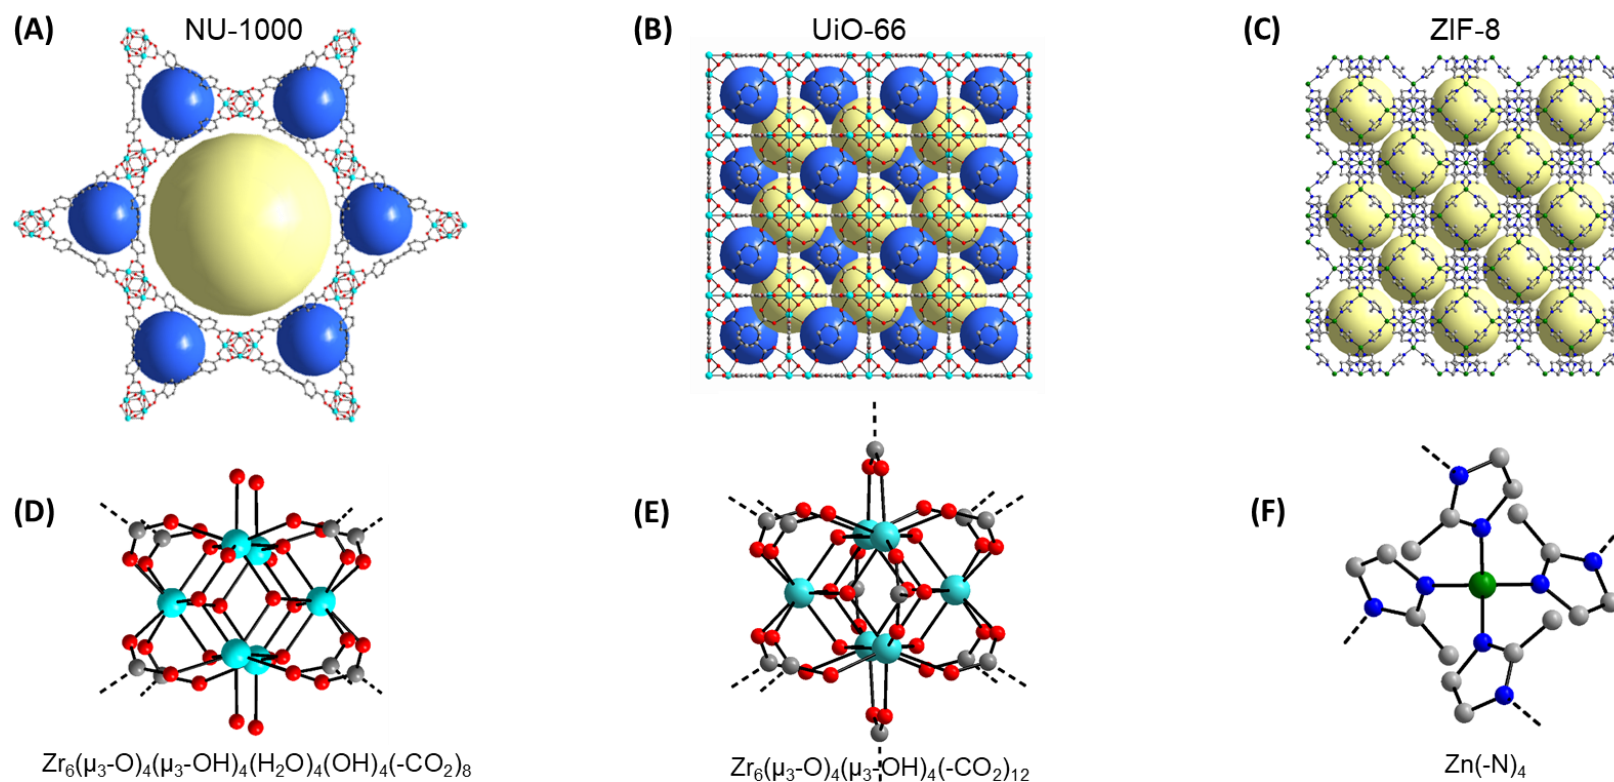 (A) NU-1000
(B) UiO-66
(C) ZIF-8
(D)
(E)
(F)
Zr₆(μ₃-O)₄(μ₃-OH)₄(H₂O)₄(OH)₄(-CO₂)₈
Zr₆(μ₃-O)₄(μ₃-OH)₄(-CO₂)₁₂
Zn(-N)₄